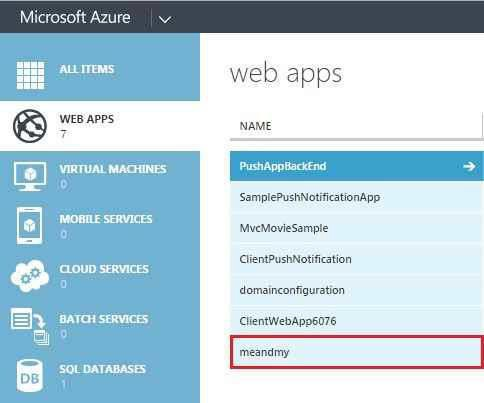 Microsoft Azure
ALL ITEMS
WEB APPS
7
VIRTUAL MACHINES
0
MOBILE SERVICES
0
CLOUD SERVICES
0
BATCH SERVICES
0
DB
SQL DATABASES
1
web apps
NAME
PushAppBackEnd
SamplePushNotificationApp
MvcMovieSample
ClientPushNotification
domainconfiguration
ClientWebApp6076
meandmy